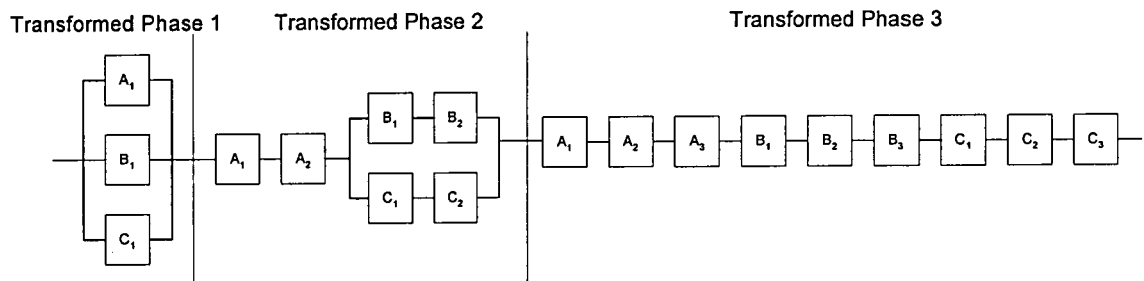 Transformed Phase 1
Transformed Phase 2
Transformed Phase 3
A₁
B₁
C₁
A₁ A₂
B₁ B₂
C₁ C₂
A₁ A₂ A₃ B₁ B₂ B₃ C₁ C₂ C₃